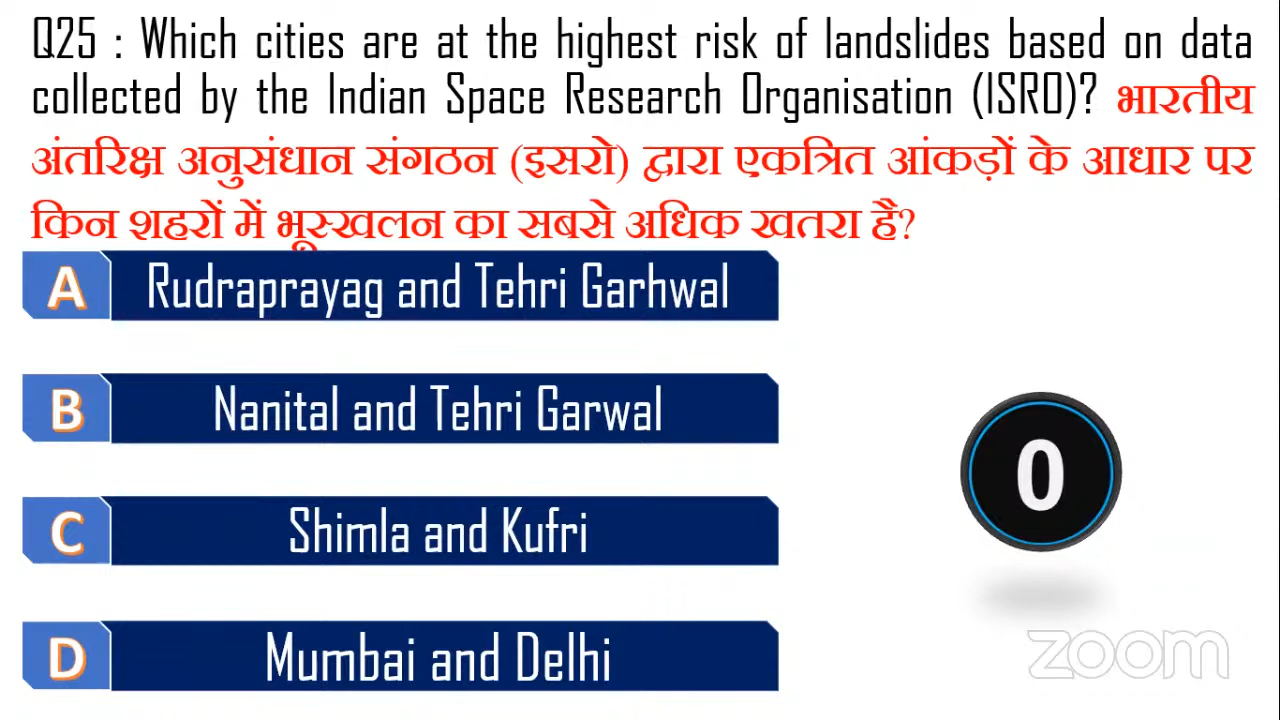 Q25 : Which cities are at the highest risk of landslides based on data
collected by the Indian Space Research Organisation (ISRO)? भारतीय
अंतरिक्ष अनुसंधान संगठन (इसरो) द्वारा एकत्रित आंकड़ों के आधार पर
किन शहरों में भूस्खलन का सबसे अधिक खतरा है?
A Rudraprayag and Tehri Garhwal
B Nanital and Tehri Garwal
C Shimla and Kufri
D Mumbai and Delhi
0
zoom